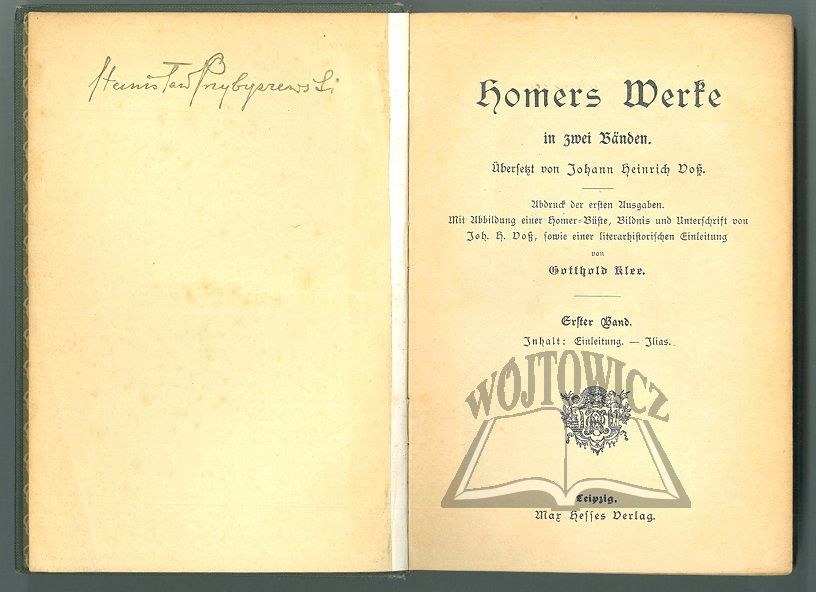 Stanisław Przybyszewski
Homers Werke
in zwei Bänden.
Übersetzt von Johann Heinrich Voß.
Abdruck der ersten Ausgaben.
Mit Abbildung einer Homer-Büste, Bildnis und Unterschrift von
Joh. H. Voß, sowie einer literarhistorischen Einleitung
von
Gotthold Klee.
Erster Band.
Inhalt: Einleitung. — Ilias.
WÓJTOWICZ
Leipzig.
Max Hesses Verlag.